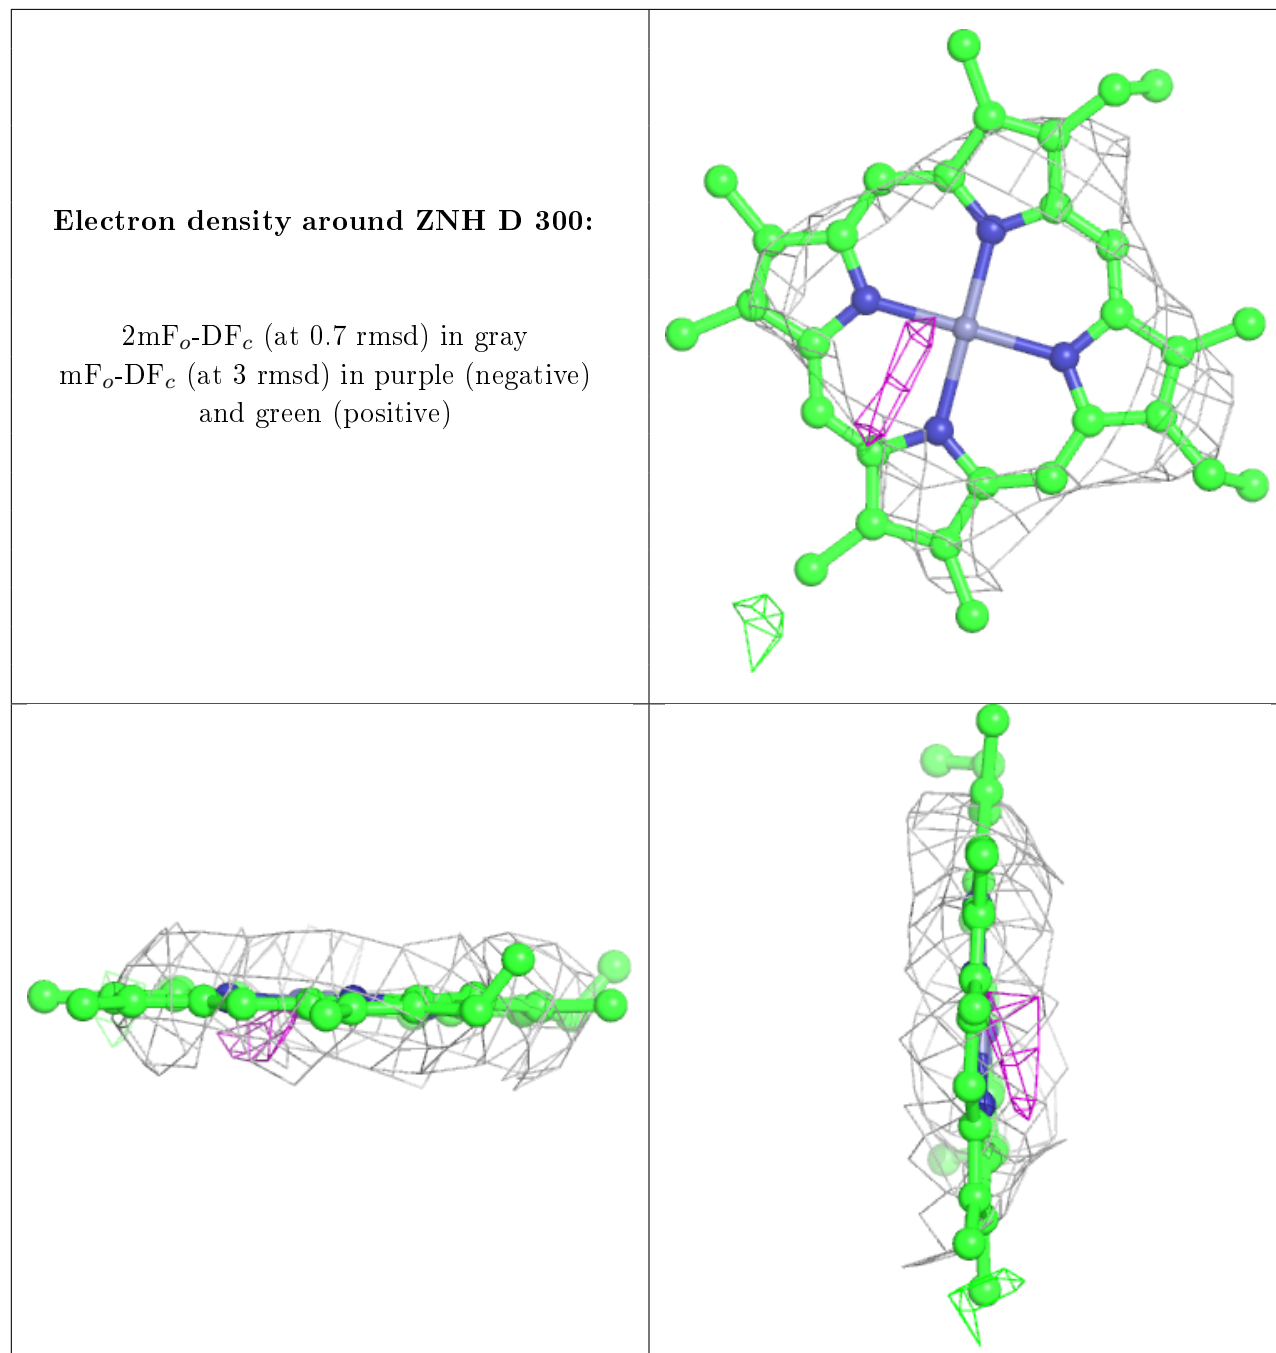 Electron density around ZNH D 300:
2mFo-DFc (at 0.7 rmsd) in gray
mFo-DFc (at 3 rmsd) in purple (negative)
and green (positive)